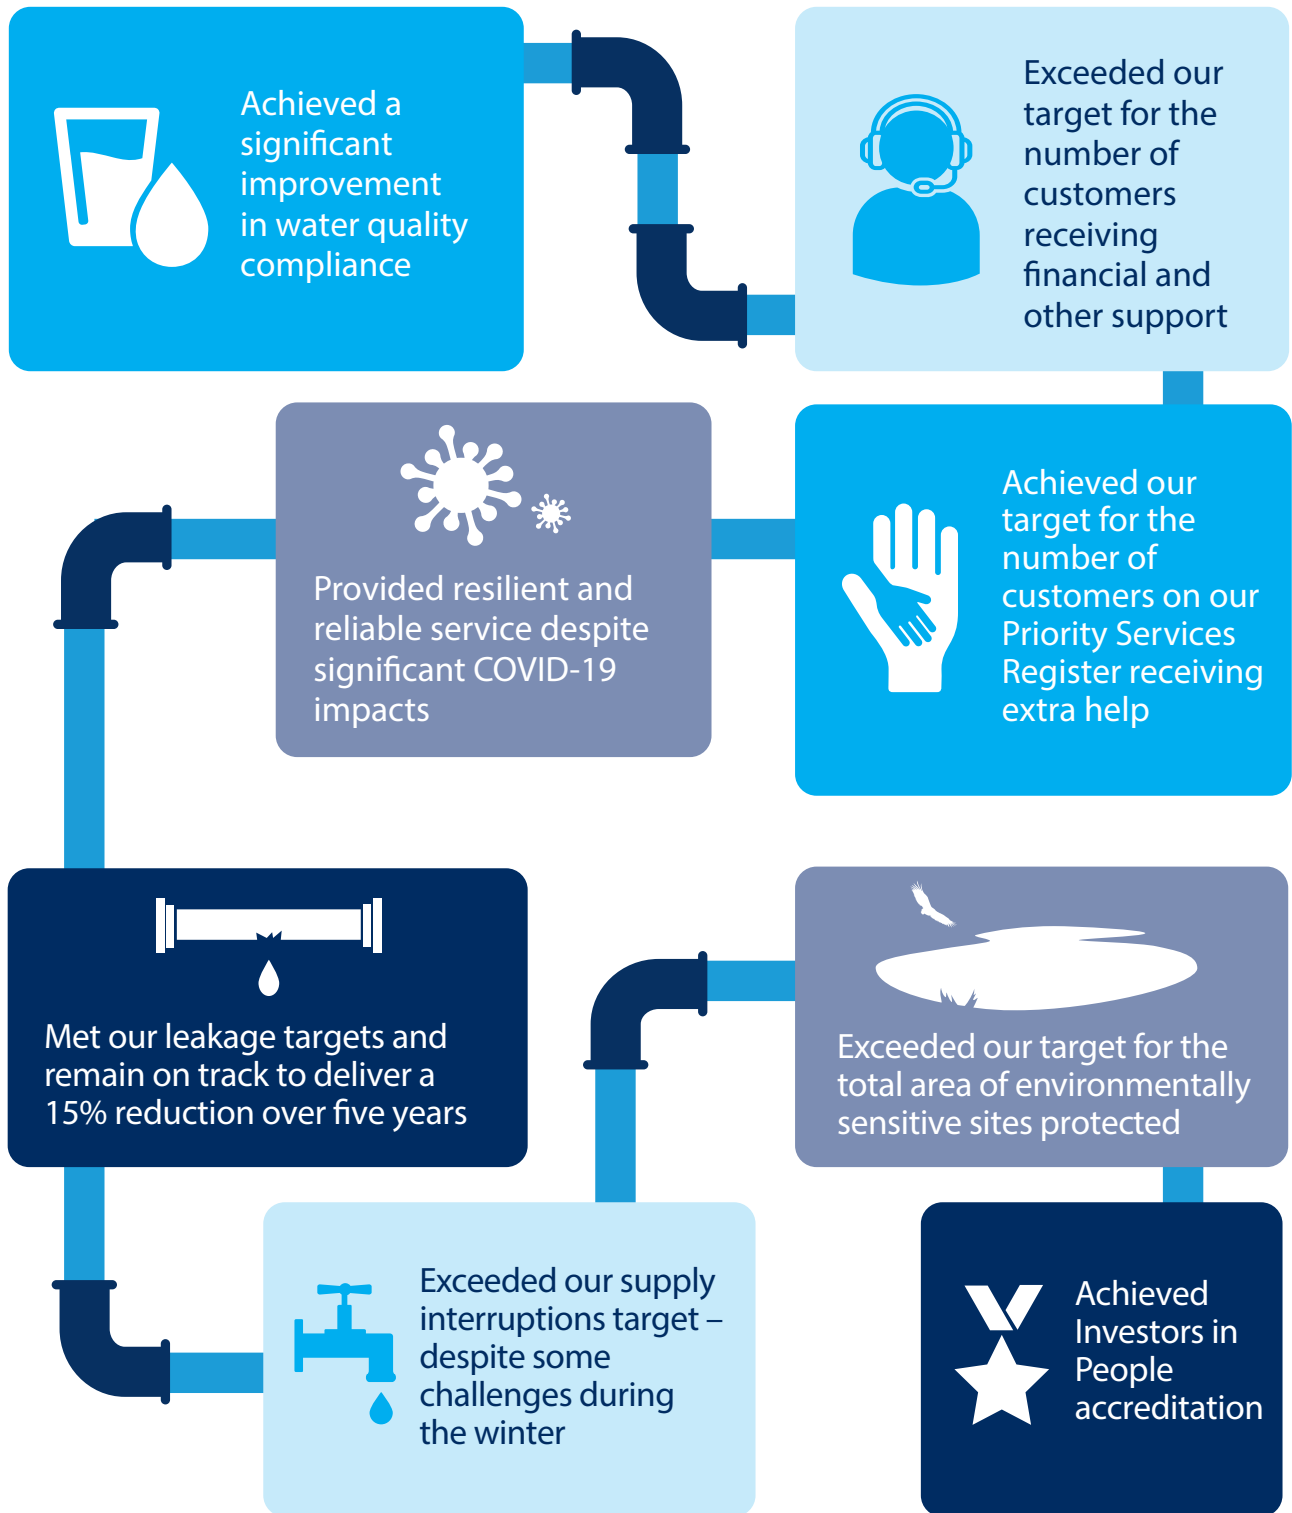 Achieved a
significant
improvement
in water quality
compliance
Exceeded our
target for the
number of
customers
receiving
financial and
other support
Achieved our
target for the
number of
customers on our
Priority Services
Register receiving
extra help
Provided resilient and
reliable service despite
significant COVID-19
impacts
Met our leakage targets and
remain on track to deliver a
15% reduction over five years
Exceeded our supply
interruptions target –
despite some
challenges during
the winter
Exceeded our target for the
total area of environmentally
sensitive sites protected
Achieved
Investors in
People
accreditation